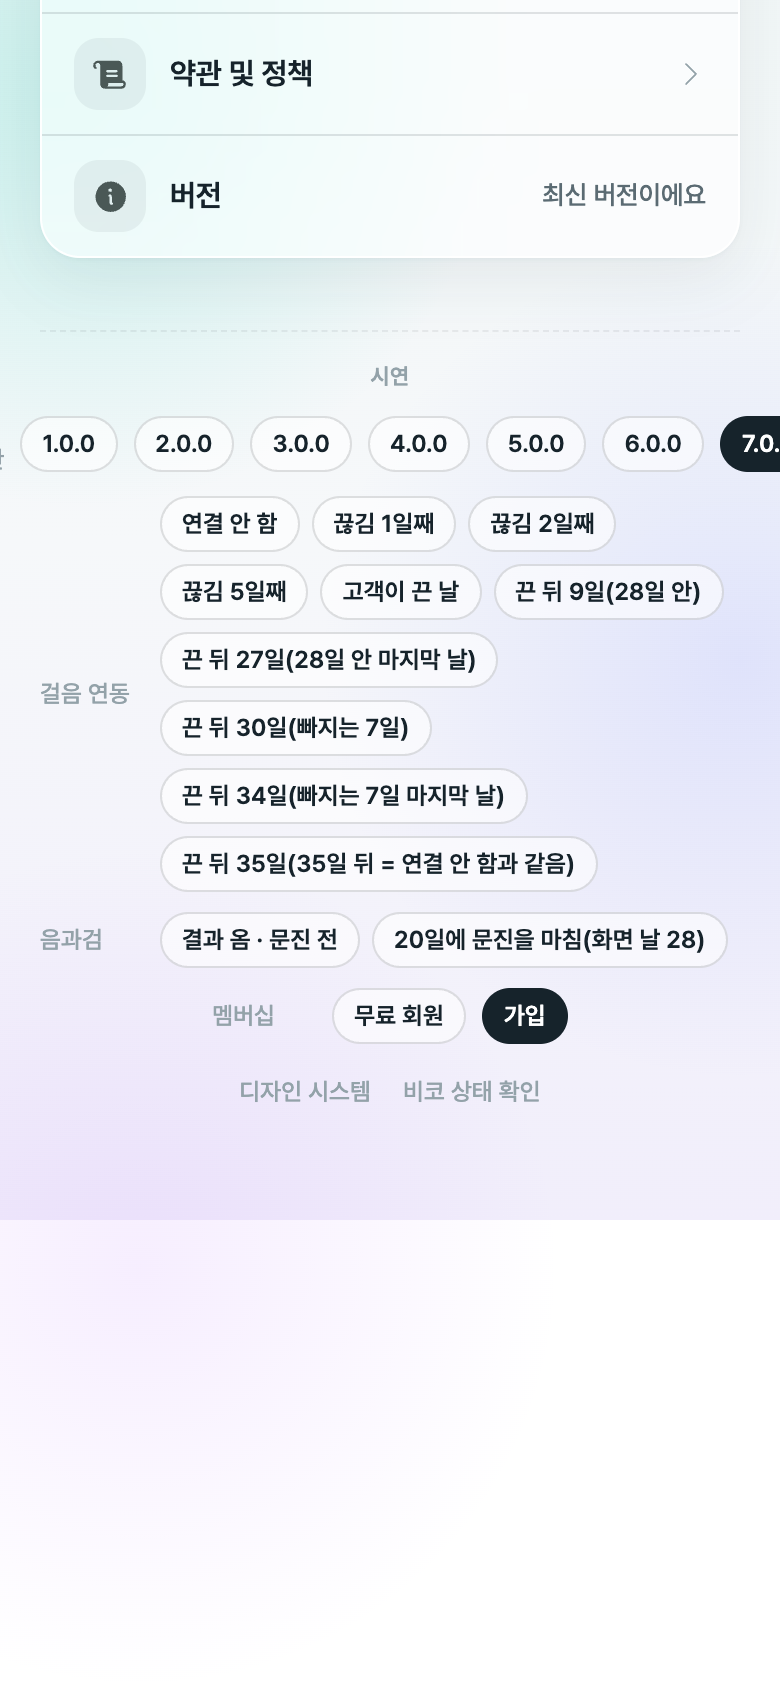 약관 및 정책
버전 최신 버전이에요
시연
1.0.0 2.0.0 3.0.0 4.0.0 5.0.0 6.0.0 7.0.
연결 안 함 끊김 1일째 끊김 2일째
끊김 5일째 고객이 끈 날 끈 뒤 9일(28일 안)
걸음 연동 끈 뒤 27일(28일 안 마지막 날)
끈 뒤 30일(빠지는 7일)
끈 뒤 34일(빠지는 7일 마지막 날)
끈 뒤 35일(35일 뒤 = 연결 안 함과 같음)
음과검 결과 옴 · 문진 전 20일에 문진을 마침(화면 날 28)
멤버십 무료 회원 가입
디자인 시스템 비코 상태 확인